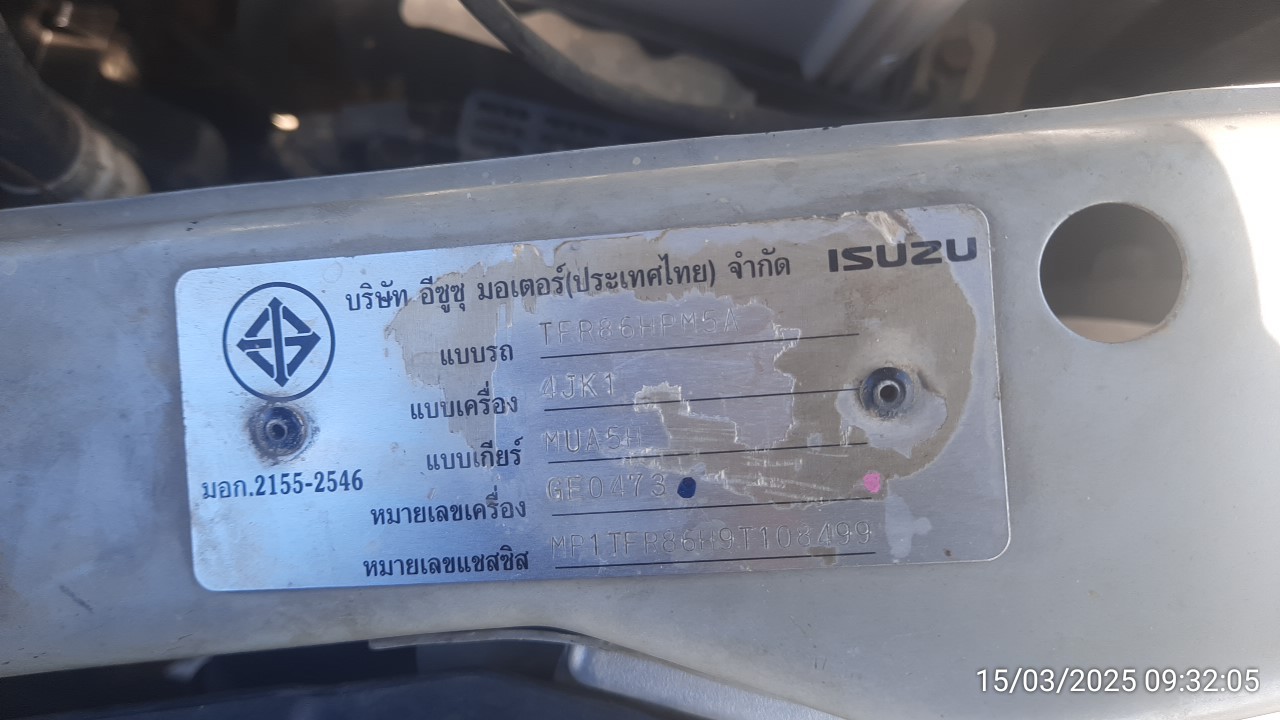 บริษัท อีซูซุ มอเตอร์(ประเทศไทย) จำกัด ISUZU
แบบรถ TFR86HPM5A
แบบเครื่อง 4JK1
แบบเกียร์ MUA5H
มอก.2155-2546
หมายเลขเครื่อง GE0473
หมายเลขแชสซิส MP1TFR86H9T108499
15/03/2025 09:32:05